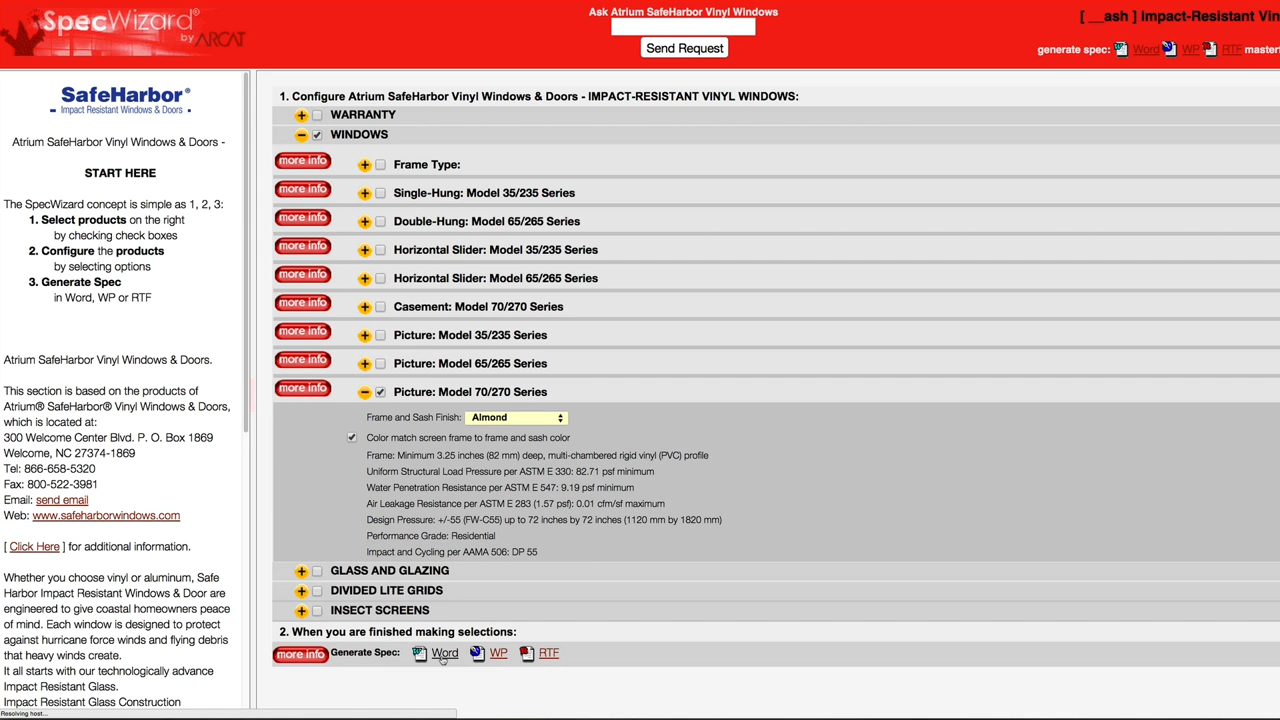 SpecWizard®
by ARCAT
Ask Atrium SafeHarbor Vinyl Windows
Send Request
[ __ash ] Impact-Resistant Vin
generate spec: Word WP RTF master
SafeHarbor®
Impact Resistant Windows & Doors
Atrium SafeHarbor Vinyl Windows & Doors -
START HERE
The SpecWizard concept is simple as 1, 2, 3:
1. Select products on the right
by checking check boxes
2. Configure the products
by selecting options
3. Generate Spec
in Word, WP or RTF
Atrium SafeHarbor Vinyl Windows & Doors.
This section is based on the products of
Atrium® SafeHarbor® Vinyl Windows & Doors,
which is located at:
300 Welcome Center Blvd. P. O. Box 1869
Welcome, NC 27374-1869
Tel: 866-658-5320
Fax: 800-522-3981
Email: send email
Web: www.safeharborwindows.com
[ Click Here ] for additional information.
Whether you choose vinyl or aluminum, Safe
Harbor Impact Resistant Windows & Door are
engineered to give coastal homeowners peace
of mind. Each window is designed to protect
against hurricane force winds and flying debris
that heavy winds create.
It all starts with our technologically advance
Impact Resistant Glass.
Impact Resistant Glass Construction
Resolving host...
1. Configure Atrium SafeHarbor Vinyl Windows & Doors - IMPACT-RESISTANT VINYL WINDOWS:
WARRANTY
WINDOWS
more info Frame Type:
more info Single-Hung: Model 35/235 Series
more info Double-Hung: Model 65/265 Series
more info Horizontal Slider: Model 35/235 Series
more info Horizontal Slider: Model 65/265 Series
more info Casement: Model 70/270 Series
more info Picture: Model 35/235 Series
more info Picture: Model 65/265 Series
more info Picture: Model 70/270 Series
Frame and Sash Finish: Almond
Color match screen frame to frame and sash color
Frame: Minimum 3.25 inches (82 mm) deep, multi-chambered rigid vinyl (PVC) profile
Uniform Structural Load Pressure per ASTM E 330: 82.71 psf minimum
Water Penetration Resistance per ASTM E 547: 9.19 psf minimum
Air Leakage Resistance per ASTM E 283 (1.57 psf): 0.01 cfm/sf maximum
Design Pressure: +/-55 (FW-C55) up to 72 inches by 72 inches (1120 mm by 1820 mm)
Performance Grade: Residential
Impact and Cycling per AAMA 506: DP 55
GLASS AND GLAZING
DIVIDED LITE GRIDS
INSECT SCREENS
2. When you are finished making selections:
more info Generate Spec: Word WP RTF